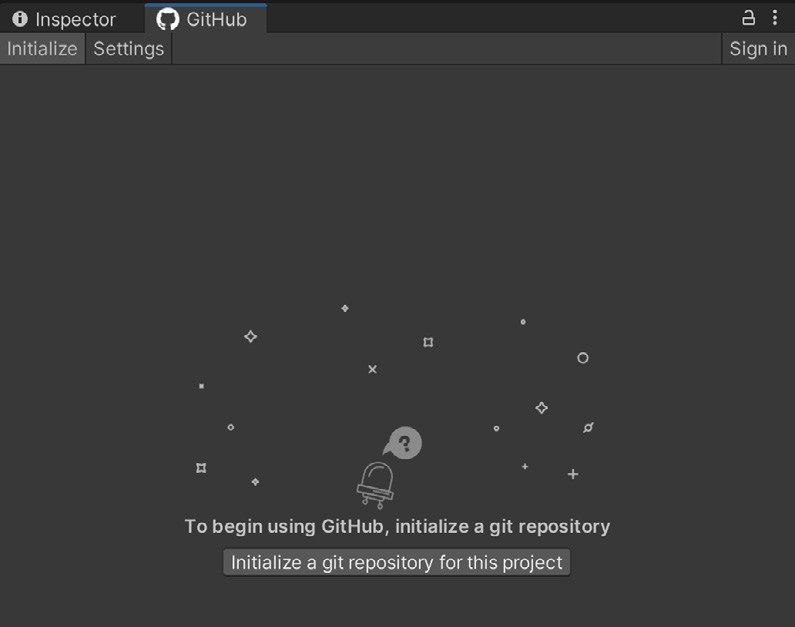 Inspector
GitHub
Initialize
Settings
Sign in
?
To begin using GitHub, initialize a git repository
Initialize a git repository for this project